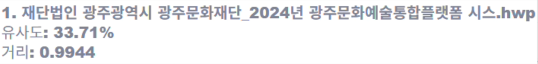 1. 재단법인 광주광역시 광주문화재단_2024년 광주문화예술통합플랫폼 시스.hwp
유사도: 33.71%
거리: 0.9944